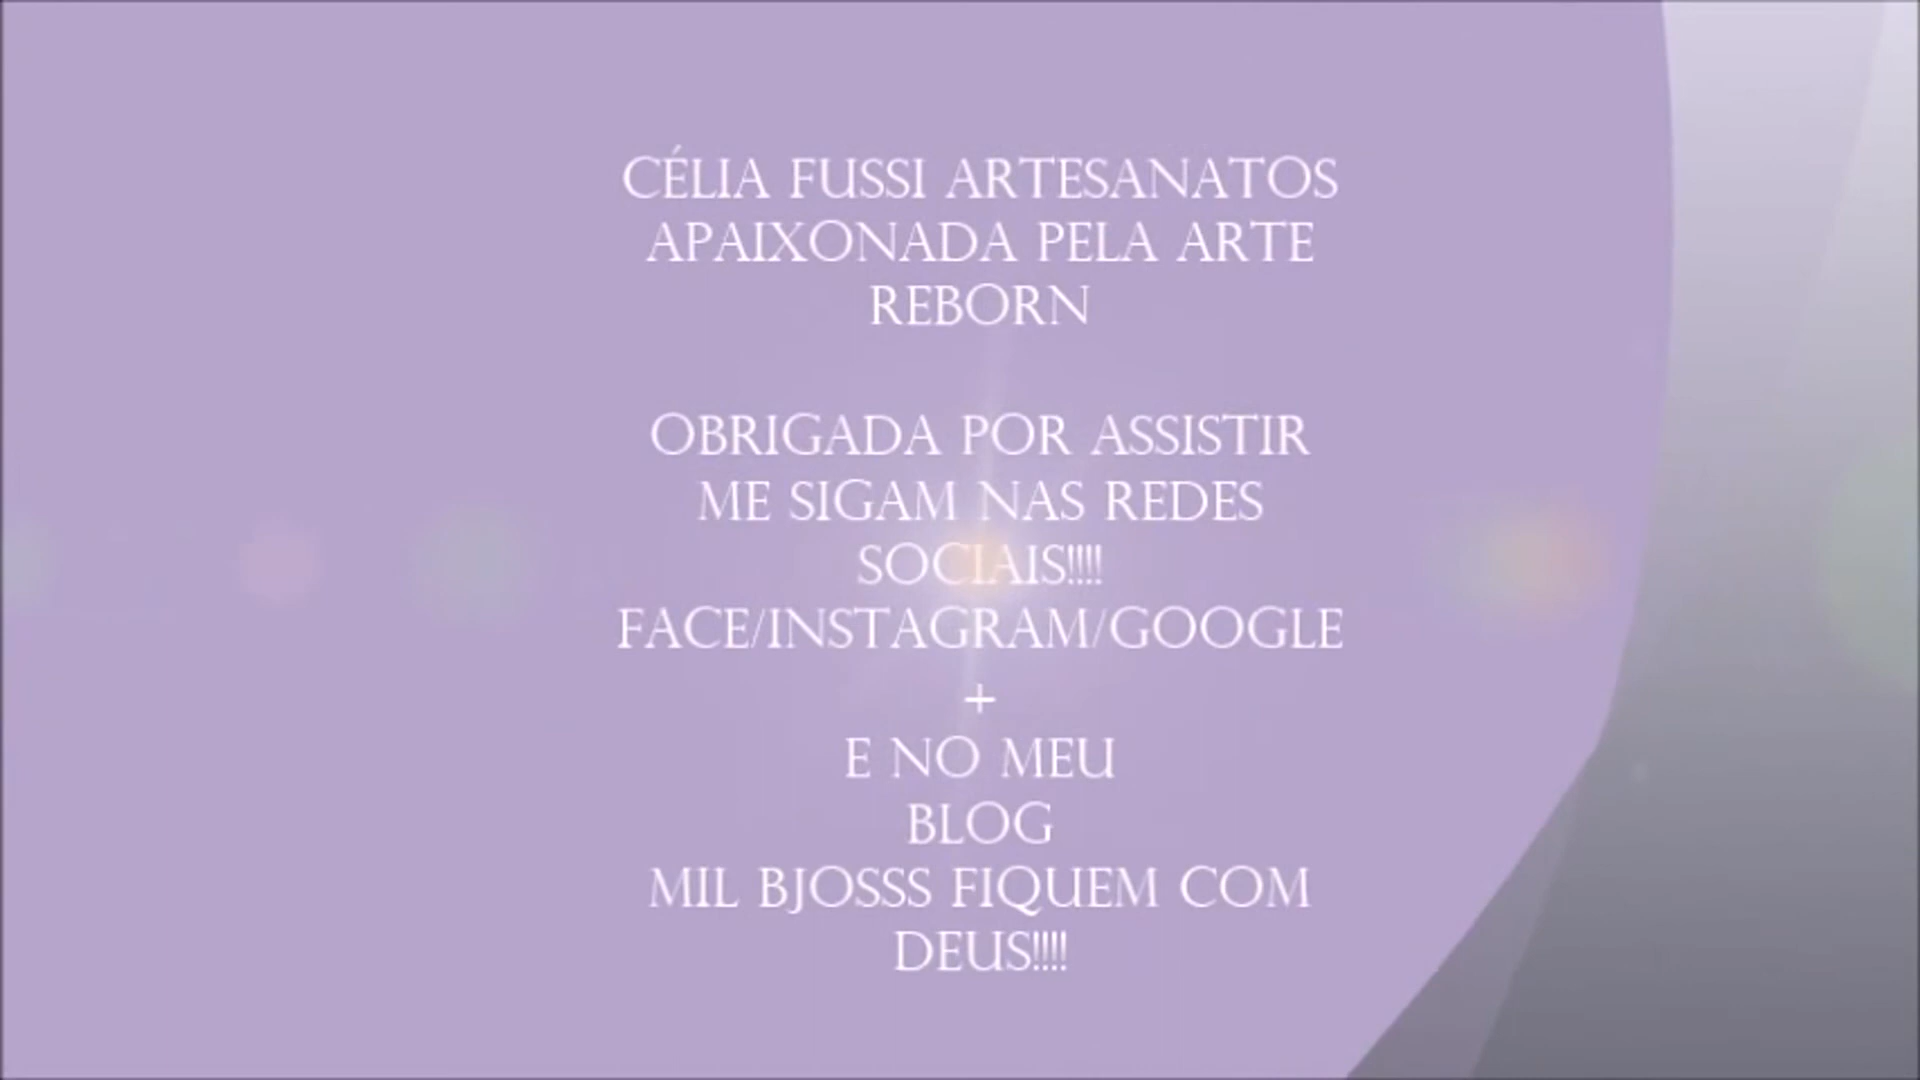 CÉLIA FUSSI ARTESANATOS
APAIXONADA PELA ARTE
REBORN
OBRIGADA POR ASSISTIR
ME SIGAM NAS REDES
SOCIAIS!!!!
FACE/INSTAGRAM/GOOGLE
+
E NO MEU
BLOG
MIL BJOSSS FIQUEM COM
DEUS!!!!